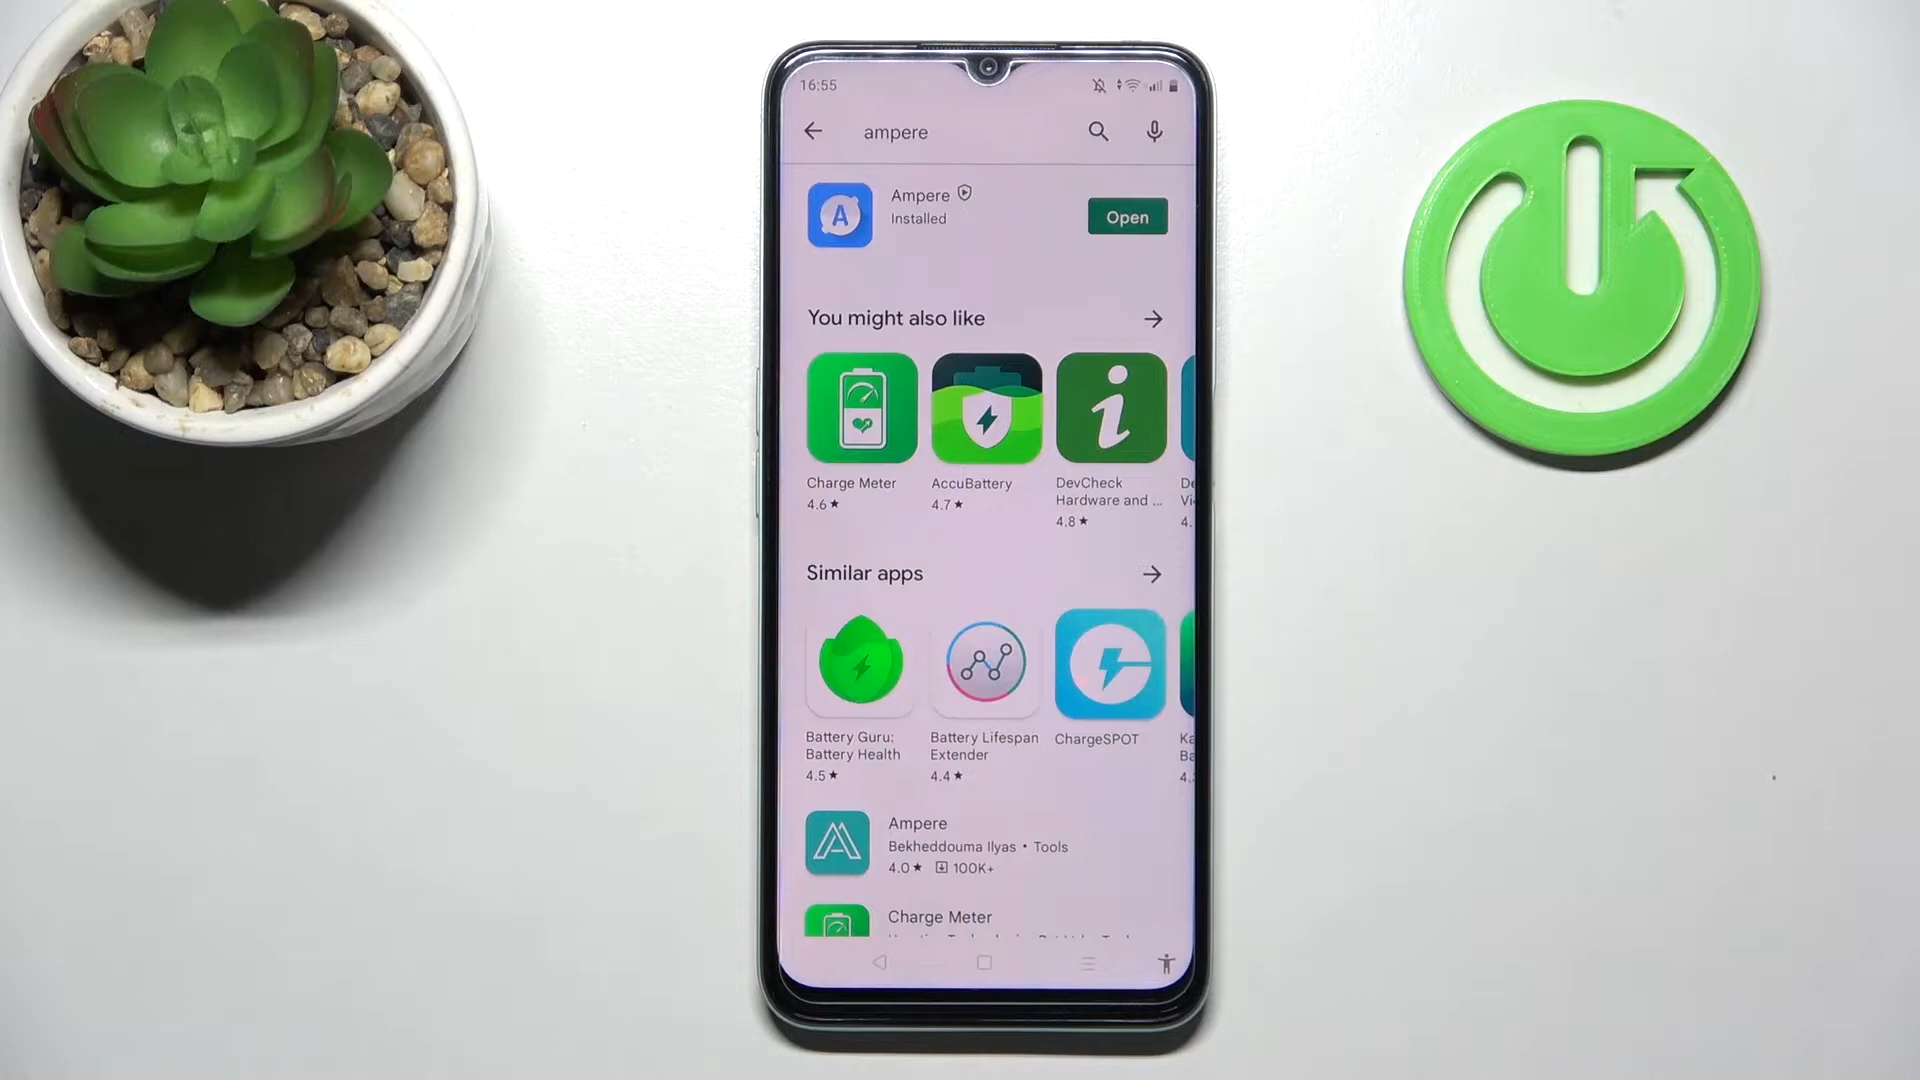 16:55
ampere
A
Ampere
Installed
Open
You might also like
Charge Meter
4.6★
AccuBattery
4.7★
DevCheck
Hardware and ...
4.8★
Similar apps
Battery Guru:
Battery Health
4.5★
Battery Lifespan
Extender
4.4★
ChargeSPOT
Ampere
Bekheddouma Ilyas • Tools
4.0★ 100K+
Charge Meter